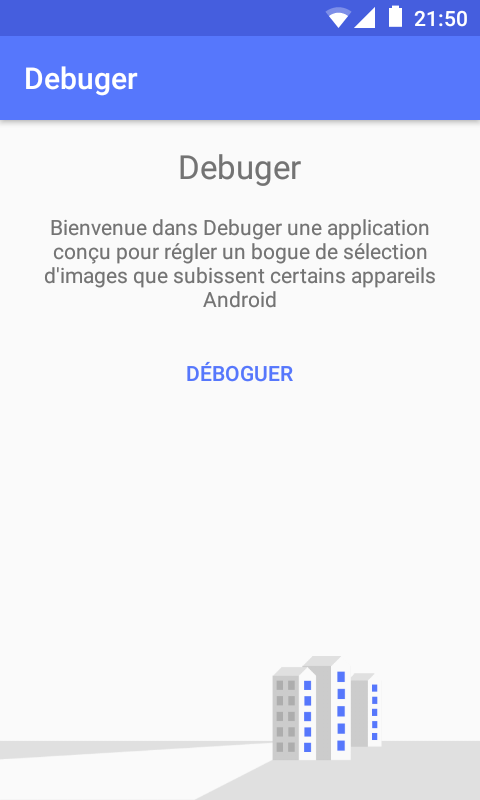 21:50
Debuger
Debuger
Bienvenue dans Debuger une application
conçu pour régler un bogue de sélection
d'images que subissent certains appareils
Android
DÉBOGUER